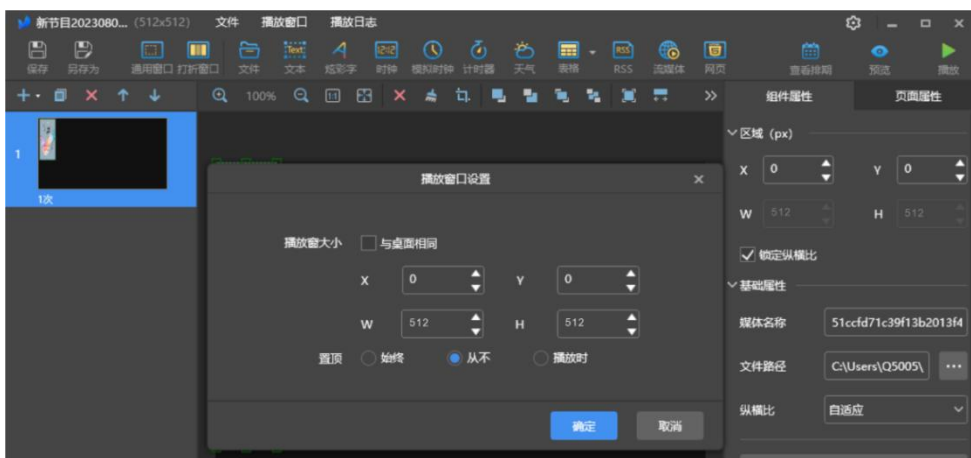 新节目2023080... (512x512) 文件 播放窗口 播放日志
保存 另存为 通用窗口 打折窗口 文件 文本 炫彩字 时钟 模拟时钟 计时器 天气 表格 RSS 流媒体 网页 查看排期 预览 播放
100%
组件属性 页面属性
1
1次
区域 (px)
X 0 Y 0
W 512 H 512
锁定纵横比
基础属性
媒体名称 51ccfd71c39f13b2013f4
文件路径 C:\Users\Q5005\ ...
纵横比 自适应
播放窗口设置
播放窗大小 与桌面相同
X 0 Y 0
W 512 H 512
置顶 始终 从不 播放时
确定 取消